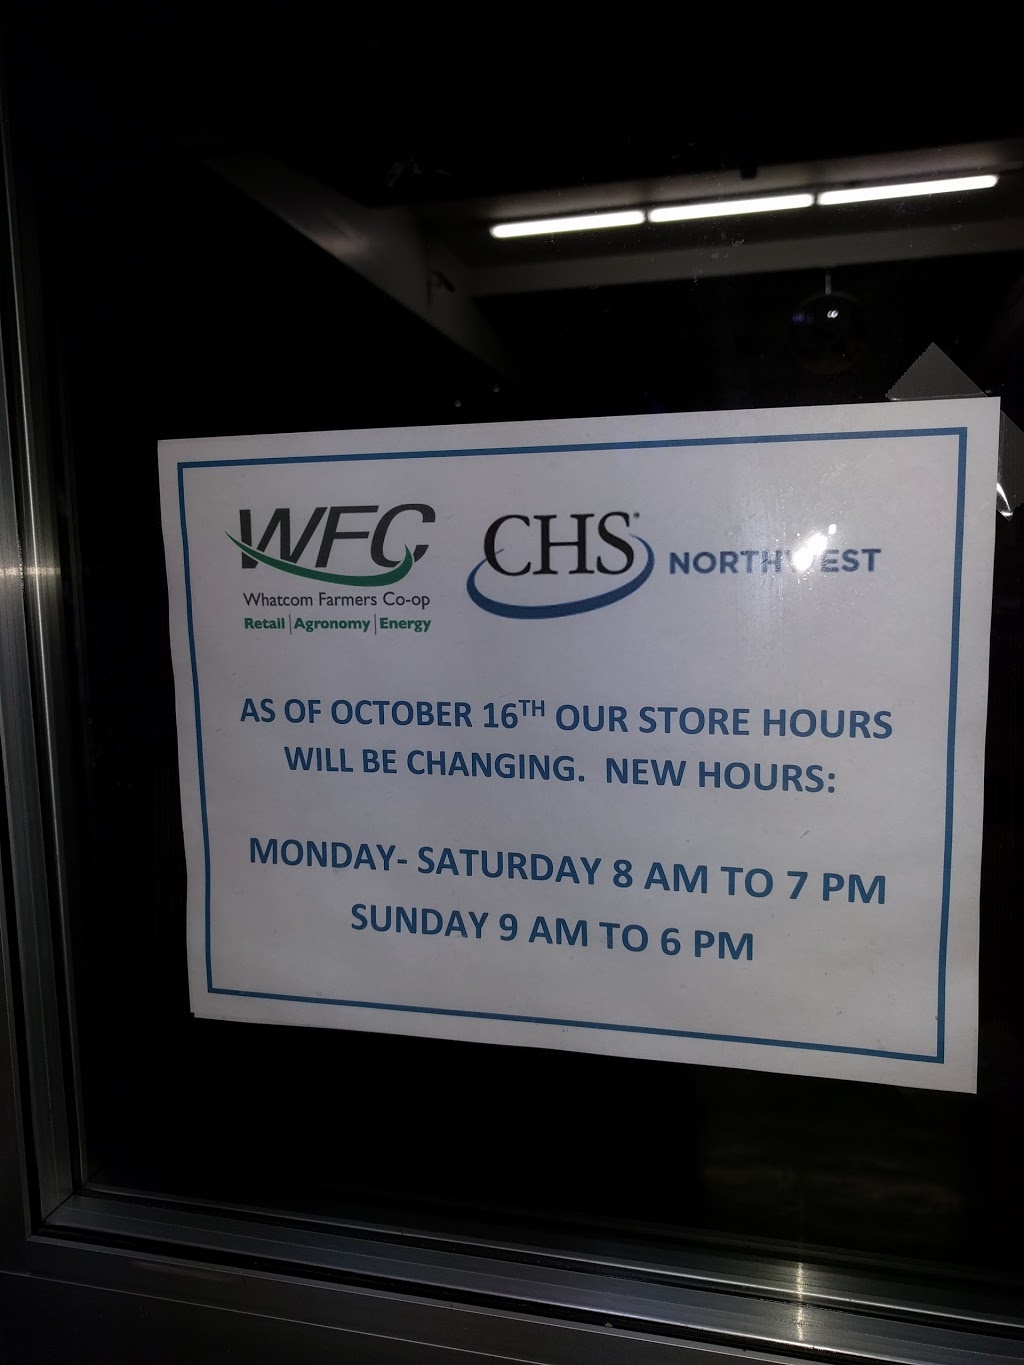 WFC
Whatcom Farmers Co-op
Retail | Agronomy | Energy
CHS® NORTHWEST
AS OF OCTOBER 16TH OUR STORE HOURS
WILL BE CHANGING. NEW HOURS:
MONDAY- SATURDAY 8 AM TO 7 PM
SUNDAY 9 AM TO 6 PM